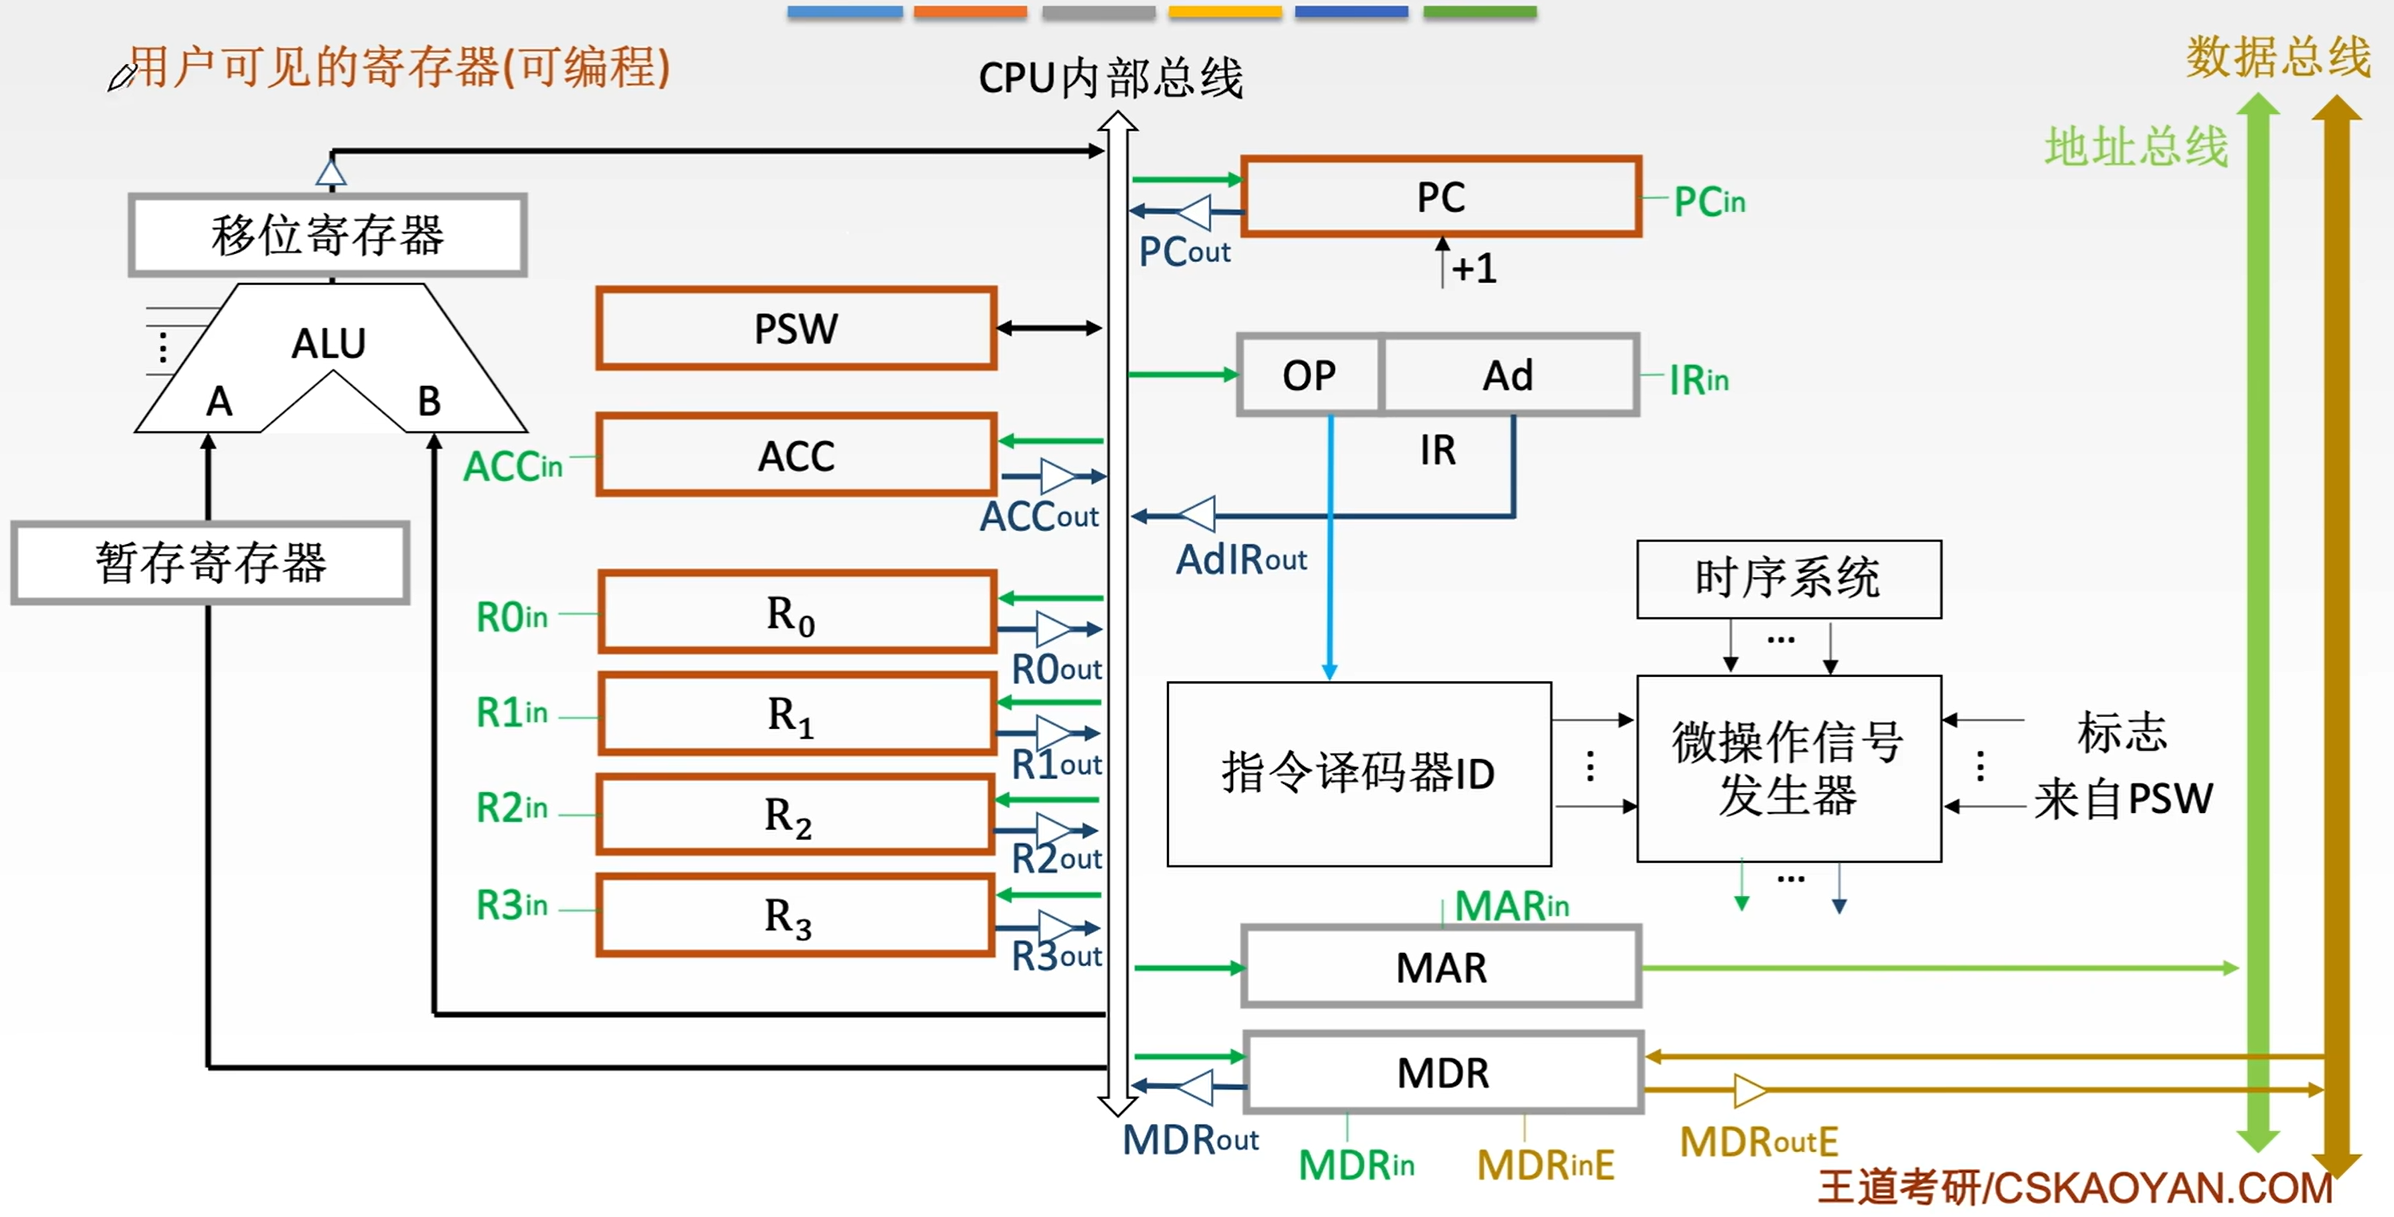 用户可见的寄存器(可编程)
CPU内部总线
数据总线
地址总线
移位寄存器
ALU
A
B
暂存寄存器
PSW
ACC
ACCin
ACCout
R0
R0in
R0out
R1
R1in
R1out
R2
R2in
R2out
R3
R3in
R3out
PC
PCin
PCout
+1
OP
Ad
IRin
IR
AdIRout
时序系统
...
指令译码器ID
⋮
微操作信号
发生器
标志
⋮
来自PSW
...
MARin
MAR
MDR
MDRout
MDRin
MDRinE
MDRoutE
王道考研/CSKAOYAN.COM